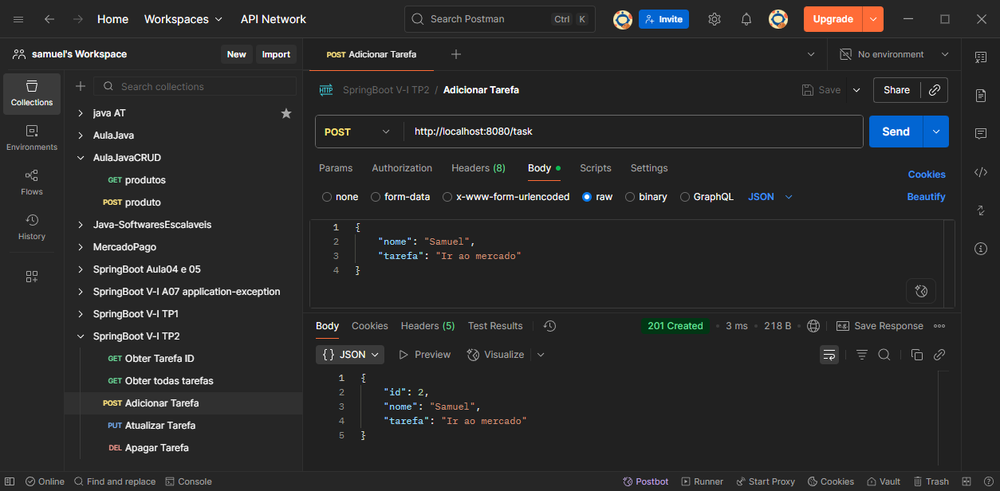 Home Workspaces API Network Search Postman Ctrl K Invite Upgrade
samuel's Workspace New Import
POST Adicionar Tarefa No environment
Collections
Environments
Flows
History
Search collections
java AT
AulaJava
AulaJavaCRUD
GET produtos
POST produto
Java-SoftwaresEscalaveis
MercadoPago
SpringBoot Aula04 e 05
SpringBoot V-I A07 application-exception
SpringBoot V-I TP1
SpringBoot V-I TP2
GET Obter Tarefa ID
GET Obter todas tarefas
POST Adicionar Tarefa
PUT Atualizar Tarefa
DEL Apagar Tarefa
HTTP SpringBoot V-I TP2 / Adicionar Tarefa Save Share
POST http://localhost:8080/task Send
Params Authorization Headers (8) Body Scripts Settings Cookies
none form-data x-www-form-urlencoded raw binary GraphQL JSON Beautify
1 {
2 "nome": "Samuel",
3 "tarefa": "Ir ao mercado"
4 }
Body Cookies Headers (5) Test Results 201 Created 3 ms 218 B e.g. Save Response
{} JSON Preview Visualize
1 {
2 "id": 2,
3 "nome": "Samuel",
4 "tarefa": "Ir ao mercado"
5 }
Online Find and replace Console Postbot Runner Start Proxy Cookies Vault Trash